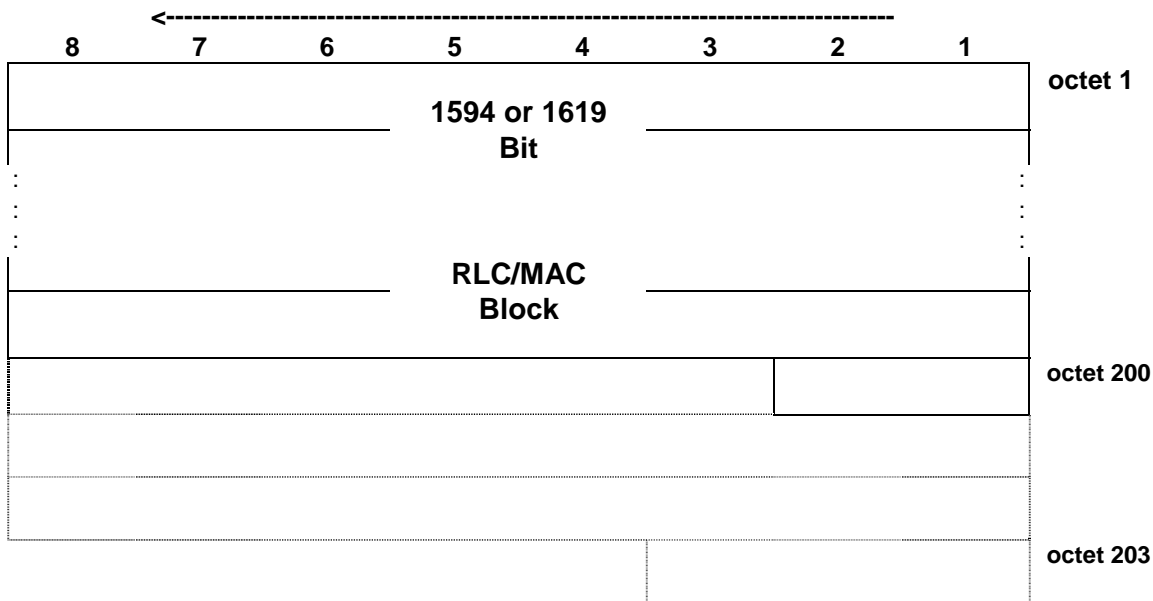 <--------------------------------------------------------------------------------
8 7 6 5 4 3 2 1
octet 1
1594 or 1619
Bit
: :
: :
: :
RLC/MAC
Block
octet 200
octet 203